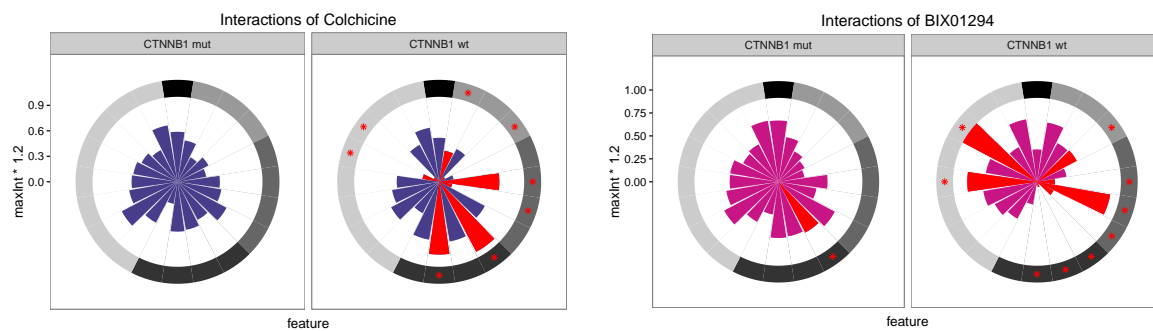 Interactions of Colchicine
CTNNB1 mut
CTNNB1 wt
maxInt * 1.2
0.9
0.6
0.3
0.0
feature
Interactions of BIX01294
CTNNB1 mut
CTNNB1 wt
maxInt * 1.2
1.00
0.75
0.50
0.25
0.00
feature